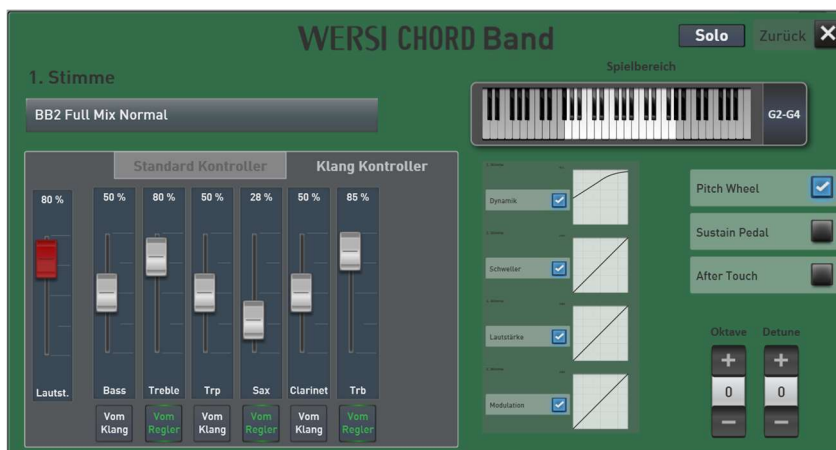 WERSI CHORD Band
Solo
Zurück
1. Stimme
Spielbereich
BB2 Full Mix Normal
G2-G4
Standard Kontroller
Klang Kontroller
80 %
50 %
80 %
50 %
28 %
50 %
85 %
Lautst.
Bass
Treble
Trp
Sax
Clarinet
Trb
Vom Klang
Vom Regler
Vom Klang
Vom Regler
Vom Klang
Vom Regler
Dynamik
Schweller
Lautstärke
Modulation
Pitch Wheel
Sustain Pedal
After Touch
Oktave
Detune
+
+
0
0
−
−